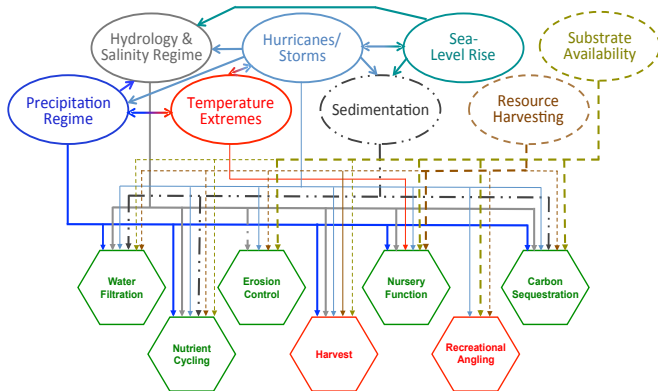 Hydrology &
Salinity Regime
Hurricanes/
Storms
Sea-
Level Rise
Substrate
Availability
Precipitation
Regime
Temperature
Extremes
Sedimentation
Resource
Harvesting
Water
Filtration
Erosion
Control
Nursery
Function
Carbon
Sequestration
Nutrient
Cycling
Harvest
Recreational
Angling